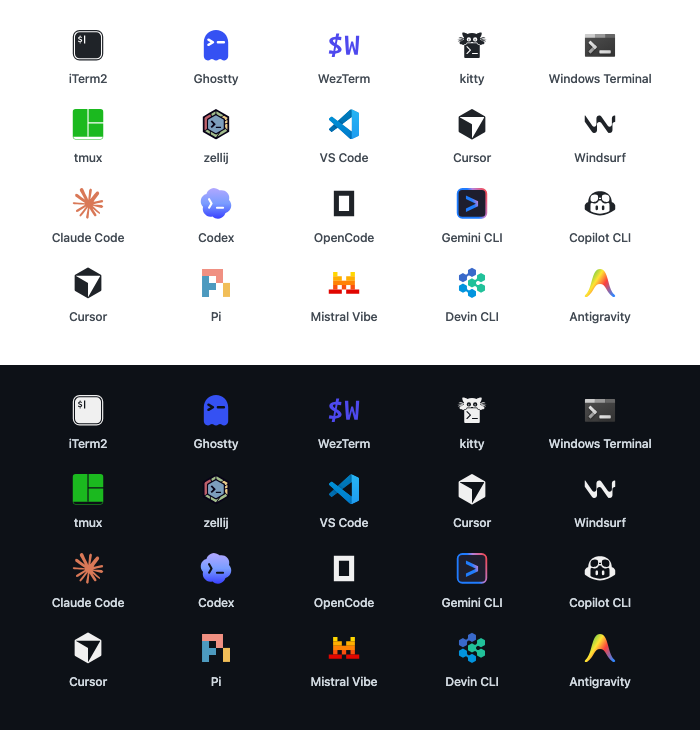 $I
iTerm2
Ghostty
$W
WezTerm
kitty
Windows Terminal
tmux
zellij
VS Code
Cursor
Windsurf
Claude Code
Codex
OpenCode
Gemini CLI
Copilot CLI
Cursor
Pi
Mistral Vibe
Devin CLI
Antigravity
$I
iTerm2
Ghostty
$W
WezTerm
kitty
Windows Terminal
tmux
zellij
VS Code
Cursor
Windsurf
Claude Code
Codex
OpenCode
Gemini CLI
Copilot CLI
Cursor
Pi
Mistral Vibe
Devin CLI
Antigravity